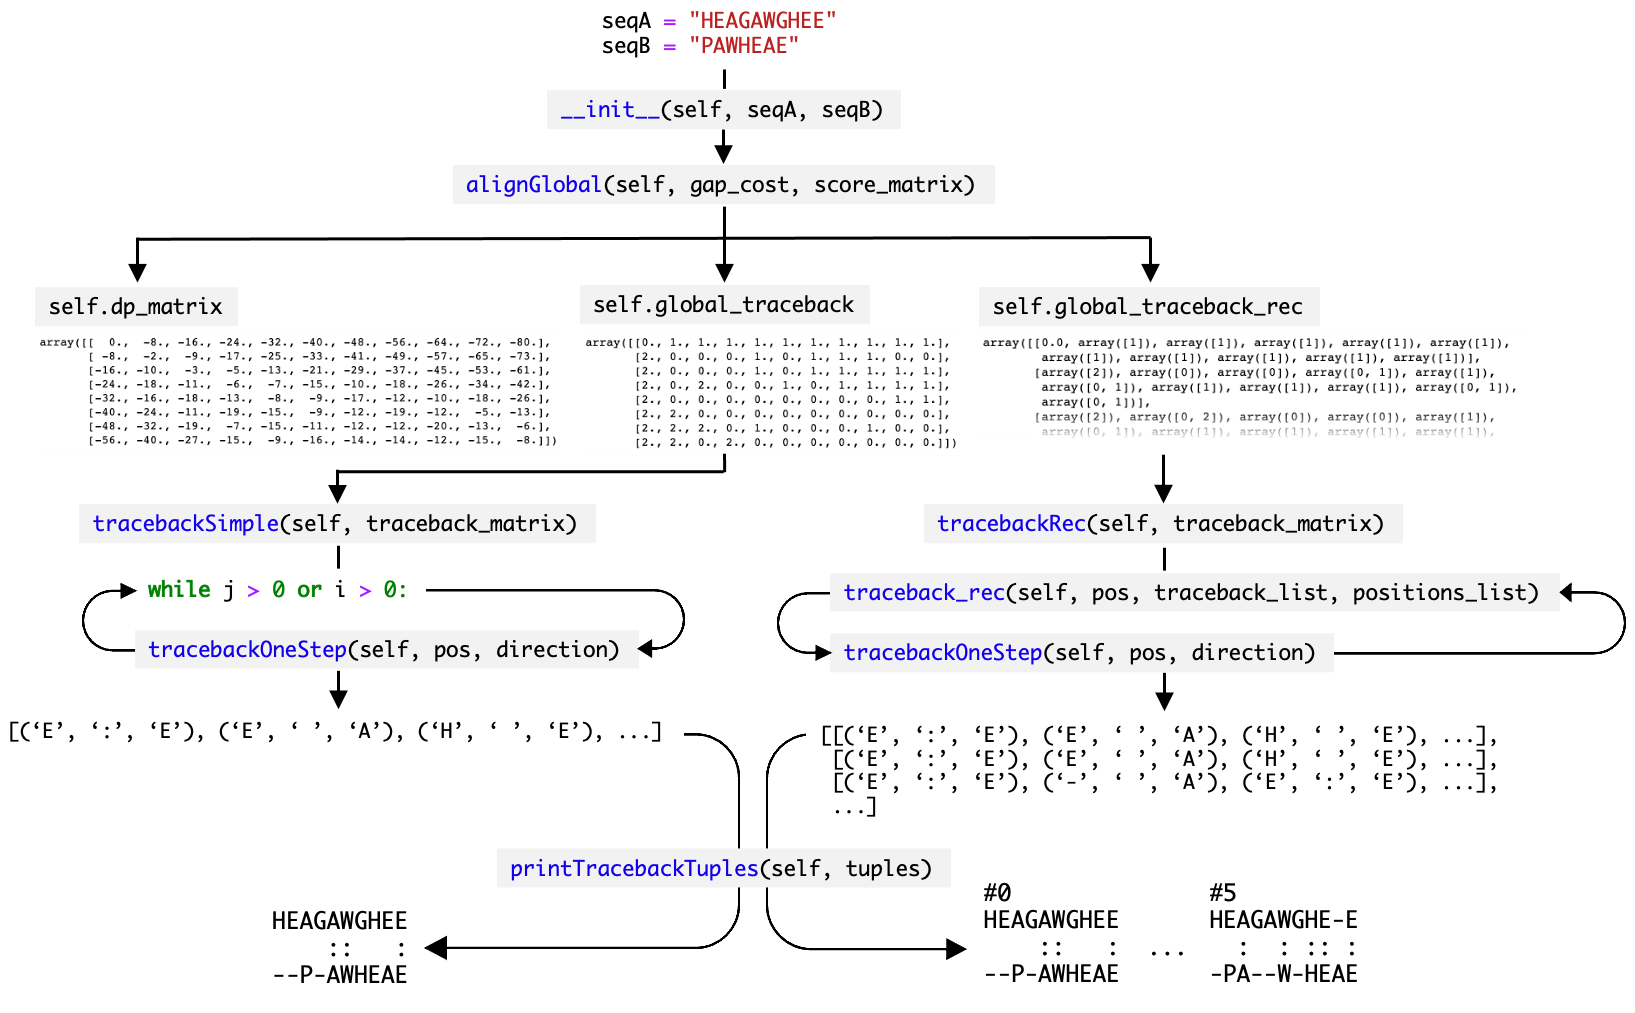 seqA = "HEAGAWGHEE"
seqB = "PAWHEAE"
__init__(self, seqA, seqB)
alignGlobal(self, gap_cost, score_matrix)
self.dp_matrix
array([[  0.,  -8., -16., -24., -32., -40., -48., -56., -64., -72., -80.],
[ -8.,  -2.,  -9., -17., -25., -33., -41., -49., -57., -65., -73.],
[-16., -10.,  -3.,  -5., -13., -21., -29., -37., -45., -53., -61.],
[-24., -18., -11.,  -6.,  -7., -15., -10., -18., -26., -34., -42.],
[-32., -16., -18., -13.,  -8.,  -9., -17., -12., -10., -18., -26.],
[-40., -24., -11., -19., -15.,  -9., -12., -19., -12.,  -5., -13.],
[-48., -32., -19.,  -7., -15., -11., -12., -12., -20., -13.,  -6.],
[-56., -40., -27., -15.,  -9., -16., -14., -14., -12., -15.,  -8.]])
self.global_traceback
array([[0., 1., 1., 1., 1., 1., 1., 1., 1., 1., 1.],
[2., 0., 0., 0., 1., 0., 1., 1., 1., 0., 0.],
[2., 0., 0., 0., 1., 0., 1., 1., 1., 1., 1.],
[2., 0., 2., 0., 0., 1., 0., 1., 1., 1., 1.],
[2., 0., 0., 0., 0., 0., 0., 0., 0., 1., 1.],
[2., 2., 0., 0., 0., 0., 0., 0., 0., 0., 0.],
[2., 2., 2., 0., 1., 0., 0., 0., 1., 0., 0.],
[2., 2., 0., 2., 0., 0., 0., 0., 0., 0., 0.]])
self.global_traceback_rec
array([[0.0, array([1]), array([1]), array([1]), array([1]), array([1]),
array([1]), array([1]), array([1]), array([1]), array([1])],
[array([2]), array([0]), array([0]), array([0, 1]), array([1]),
array([0, 1]), array([1]), array([1]), array([1]), array([0, 1]),
array([0, 1])],
[array([2]), array([0, 2]), array([0]), array([0]), array([1]),
array([0, 1]), array([1]), array([1]), array([1]), array([1]),
tracebackSimple(self, traceback_matrix)
while j > 0 or i > 0:
tracebackOneStep(self, pos, direction)
[(‘E’, ‘:’, ‘E’), (‘E’, ‘ ’, ‘A’), (‘H’, ‘ ’, ‘E’), ...]
tracebackRec(self, traceback_matrix)
traceback_rec(self, pos, traceback_list, positions_list)
tracebackOneStep(self, pos, direction)
[[(‘E’, ‘:’, ‘E’), (‘E’, ‘ ’, ‘A’), (‘H’, ‘ ’, ‘E’), ...],
[(‘E’, ‘:’, ‘E’), (‘E’, ‘ ’, ‘A’), (‘H’, ‘ ’, ‘E’), ...],
[(‘E’, ‘:’, ‘E’), (‘-’, ‘ ’, ‘A’), (‘E’, ‘:’, ‘E’), ...],
...]
printTracebackTuples(self, tuples)
HEAGAWGHEE
::   :
--P-AWHEAE
#0
HEAGAWGHEE
::   :
--P-AWHEAE
...
#5
HEAGAWGHE-E
:  : :: :
-PA--W-HEAE